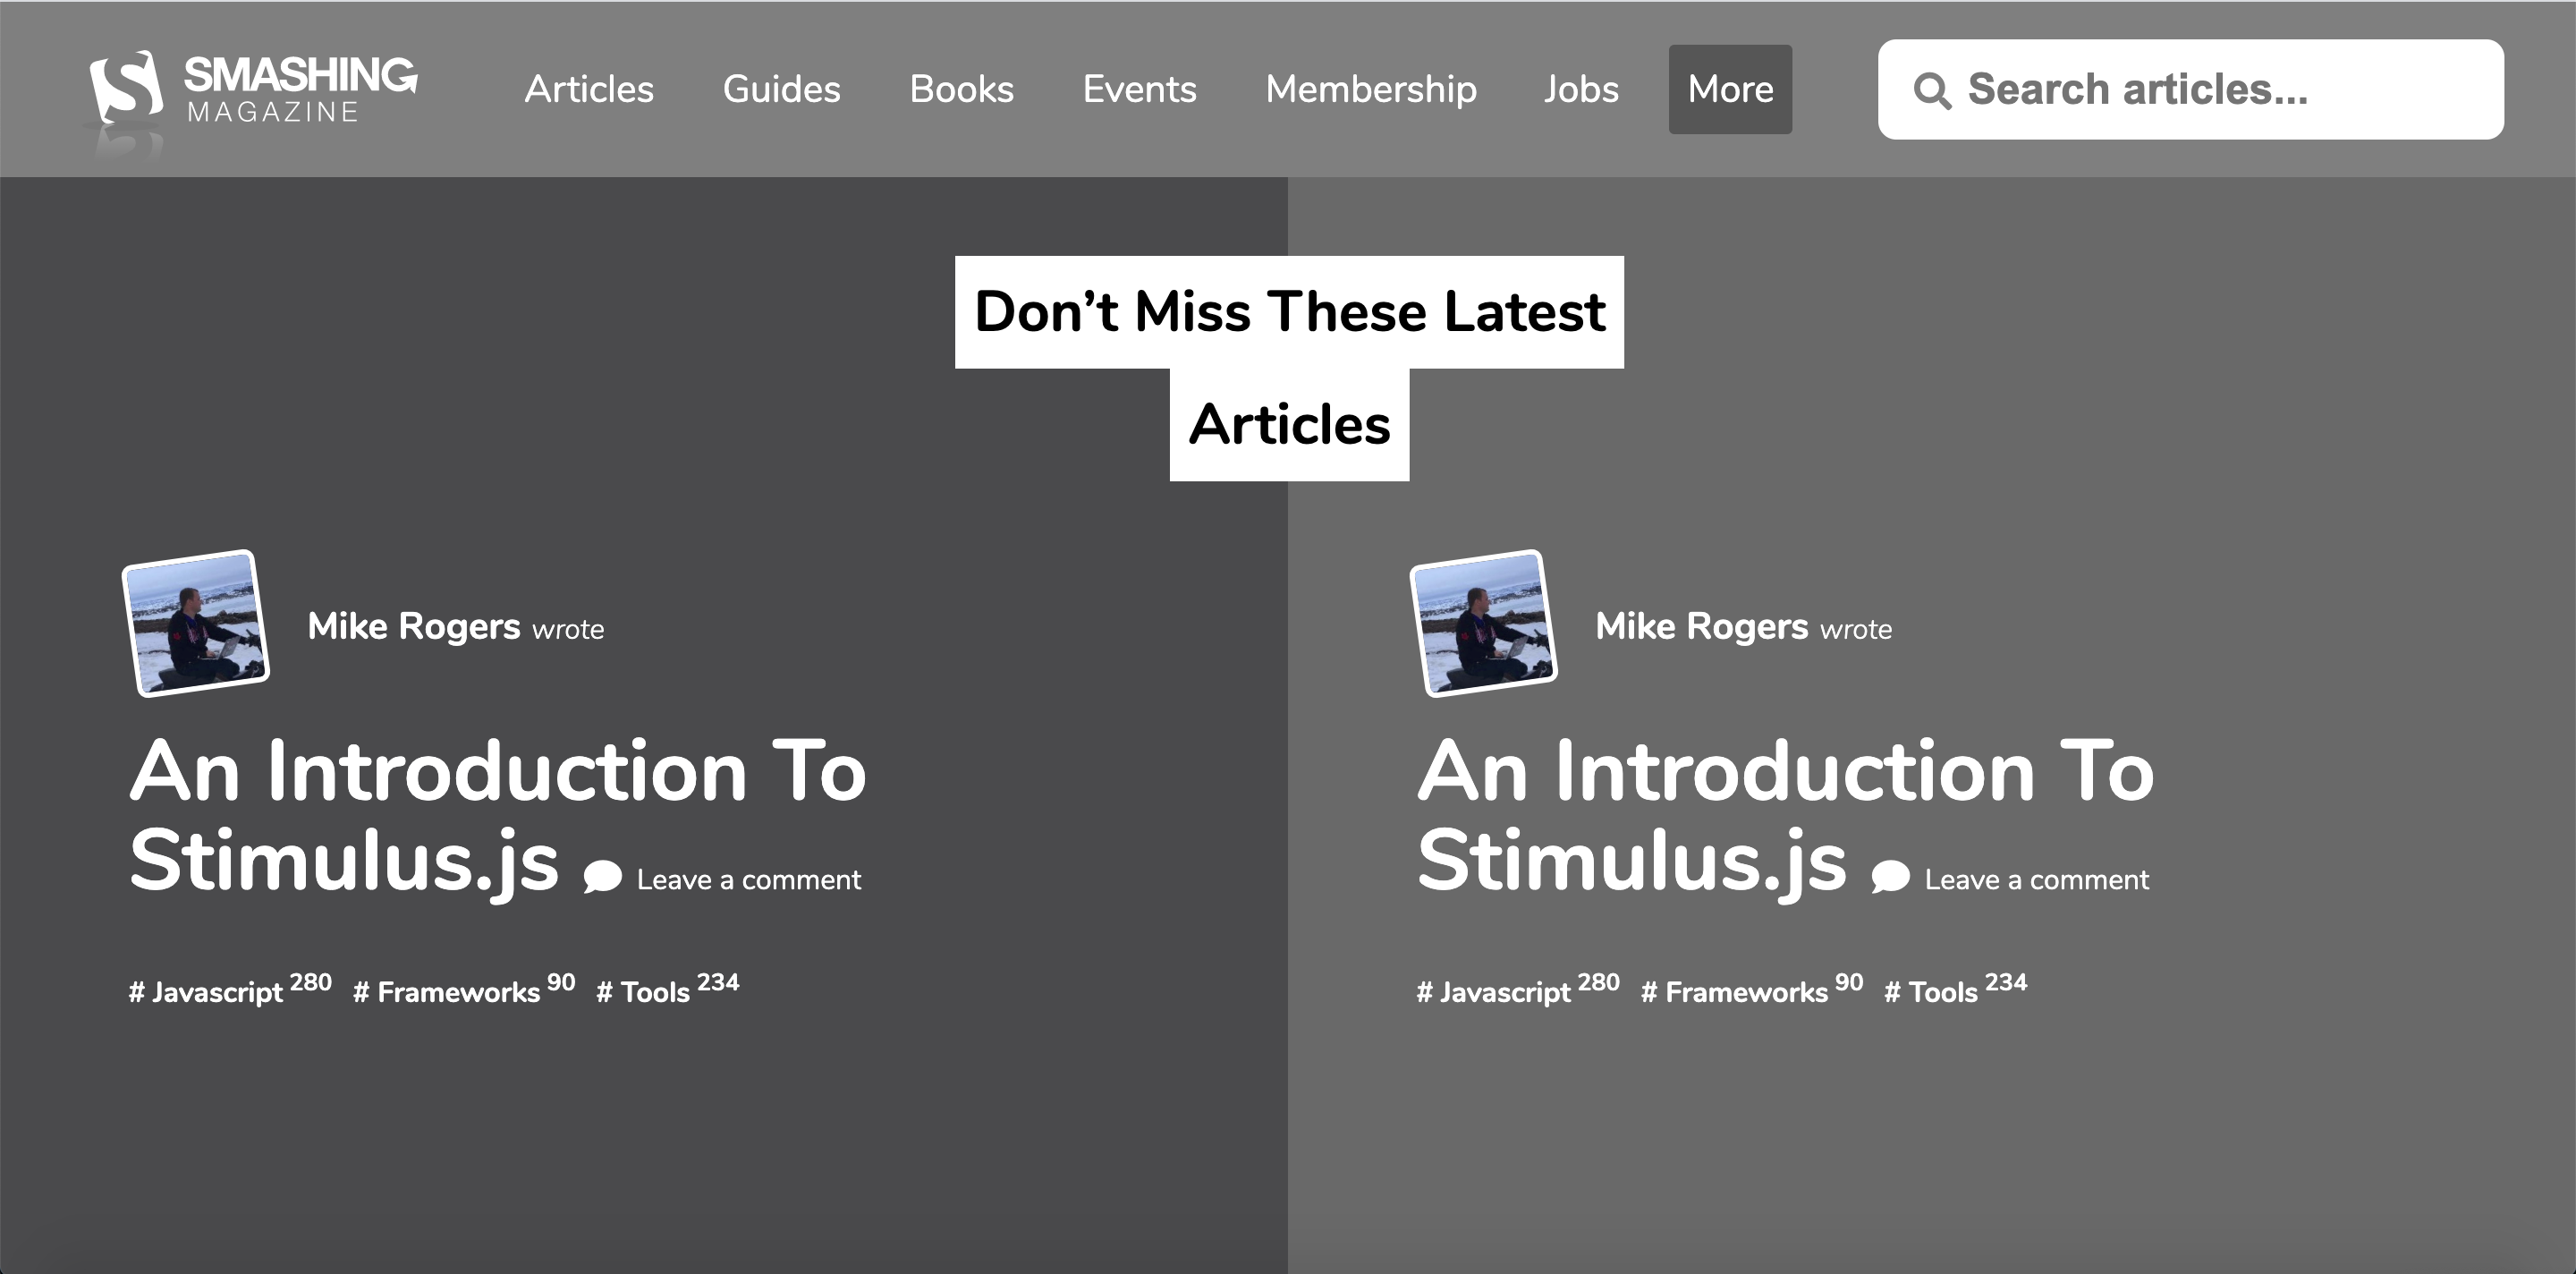 SMASHING
MAGAZINE
Articles Guides Books Events Membership Jobs More Search articles...
Don’t Miss These Latest
Articles
Mike Rogers wrote
An Introduction To
Stimulus.js Leave a comment
# Javascript 280 # Frameworks 90 # Tools 234
Mike Rogers wrote
An Introduction To
Stimulus.js Leave a comment
# Javascript 280 # Frameworks 90 # Tools 234